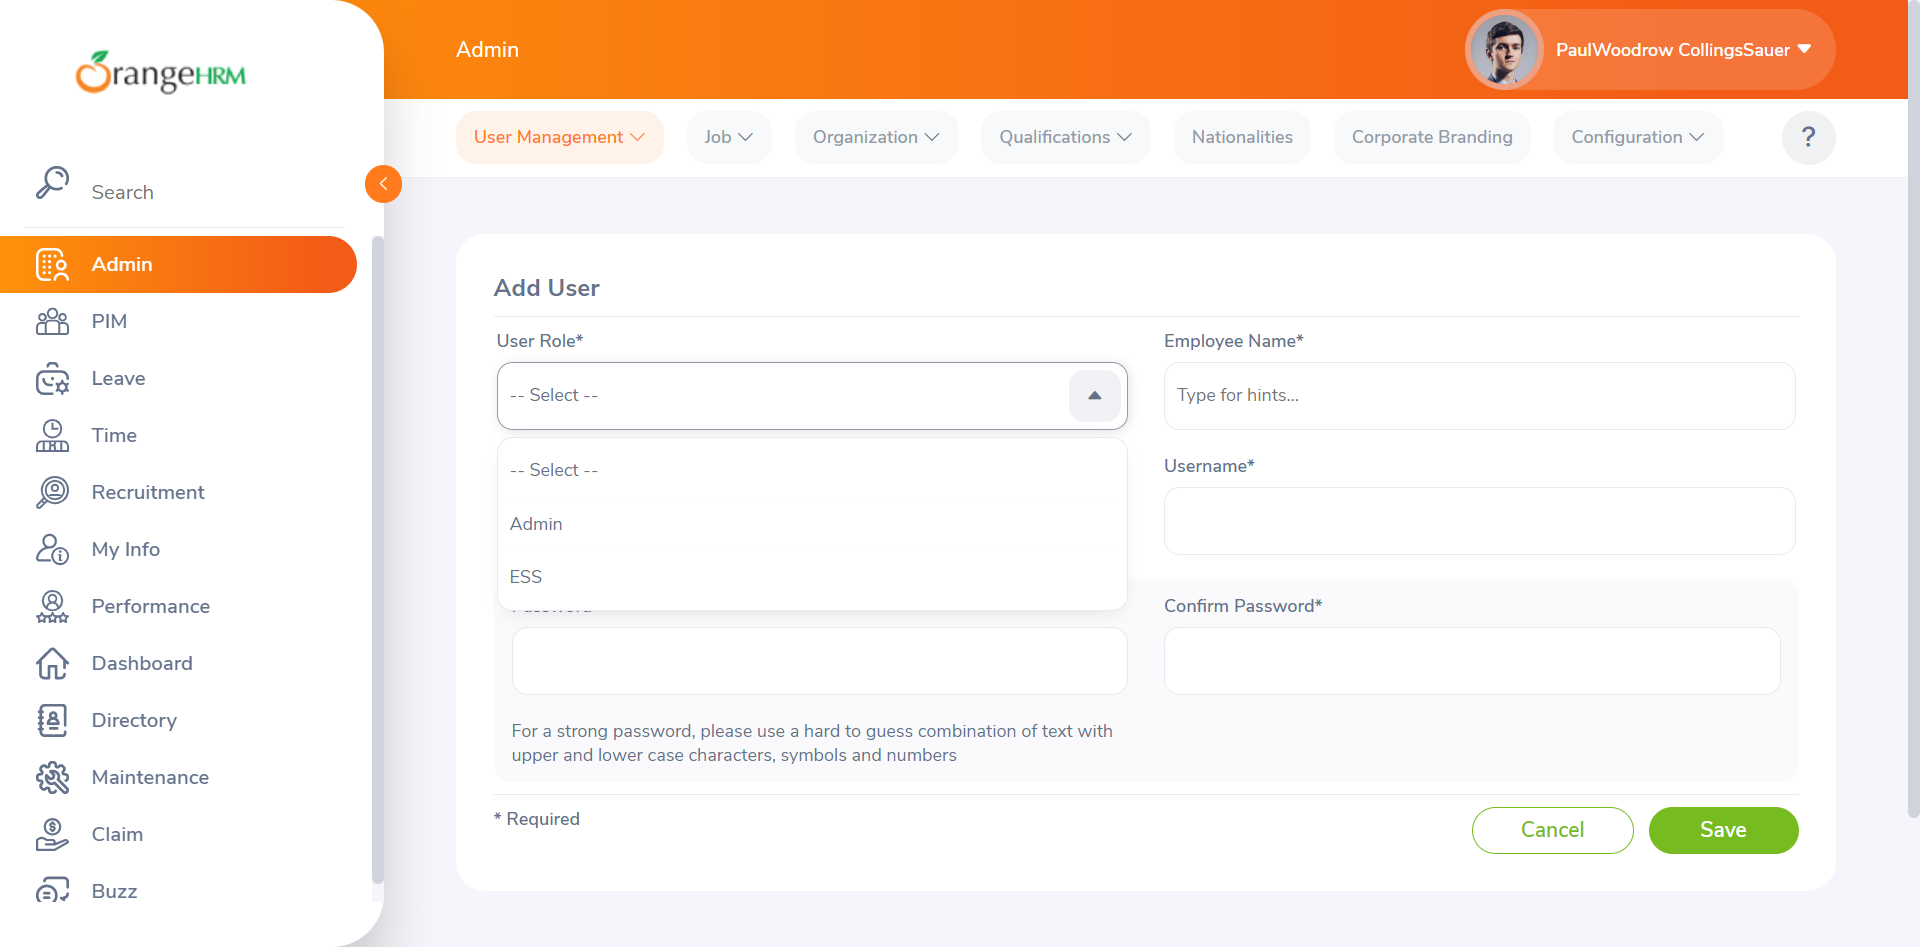 Admin
PaulWoodrow CollingsSauer
OrangeHRM
User Management
Job
Organization
Qualifications
Nationalities
Corporate Branding
Configuration
?
Search
Admin
PIM
Leave
Time
Recruitment
My Info
Performance
Dashboard
Directory
Maintenance
Claim
Buzz
Add User
User Role*
-- Select --
-- Select --
Admin
ESS
Employee Name*
Type for hints...
Username*
Confirm Password*
For a strong password, please use a hard to guess combination of text with
upper and lower case characters, symbols and numbers
* Required
Cancel
Save